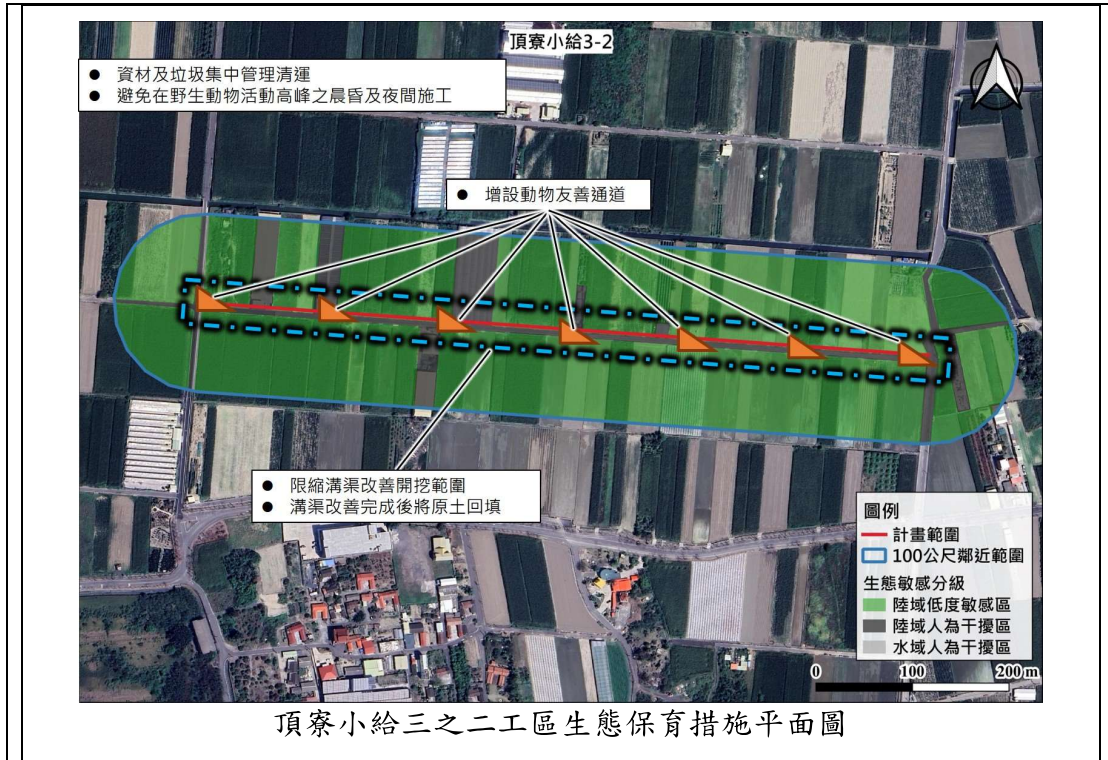 頂寮小給3-2
● 資材及垃圾集中管理清運
● 避免在野生動物活動高峰之晨昏及夜間施工
● 增設動物友善通道
● 限縮溝渠改善開挖範圍
● 溝渠改善完成後將原土回填
圖例
計畫範圍
100公尺鄰近範圍
生態敏感分級
陸域低度敏感區
陸域人為干擾區
水域人為干擾區
0 100 200 m
頂寮小給三之二工區生態保育措施平面圖